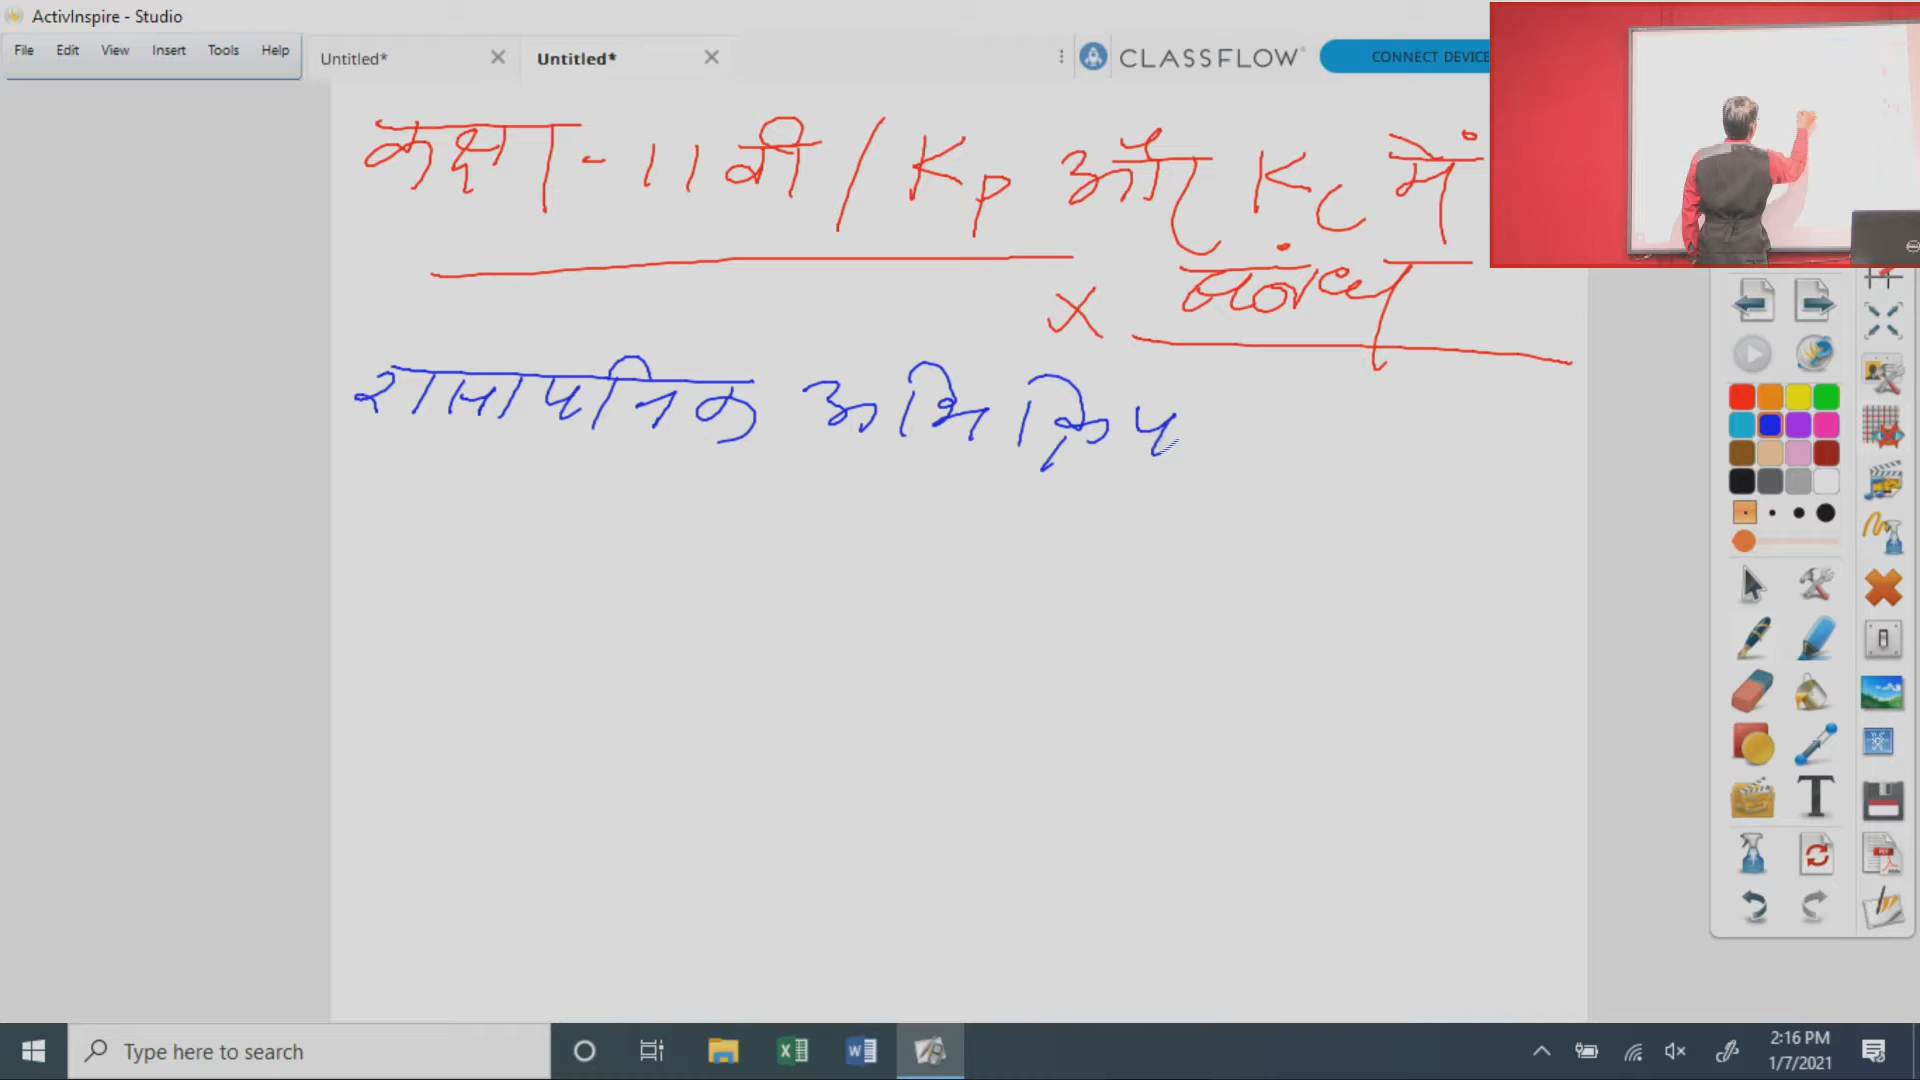 ActivInspire - Studio
File Edit View Insert Tools Help
Untitled* Untitled*
CLASSFLOW CONNECT DEVICE
कक्षा - 11वीं / Kp और Kc में
संबंध
रासायनिक अभिक्रिय
Type here to search
2:16 PM
1/7/2021